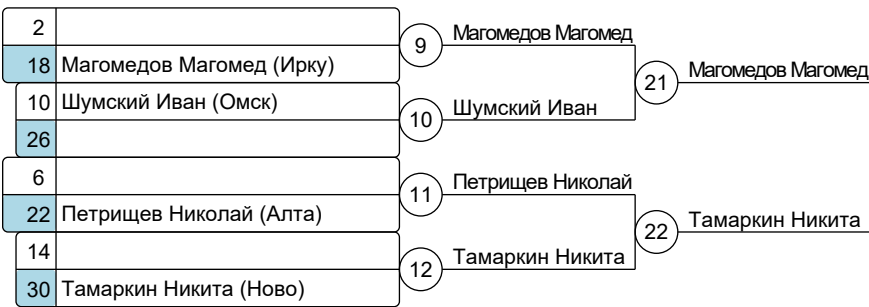 2
18 Магомедов Магомед (Ирку)
9 Магомедов Магомед
10 Шумский Иван (Омск)
26
10 Шумский Иван
21 Магомедов Магомед
6
22 Петрищев Николай (Алта)
11 Петрищев Николай
14
30 Тамаркин Никита (Ново)
12 Тамаркин Никита
22 Тамаркин Никита